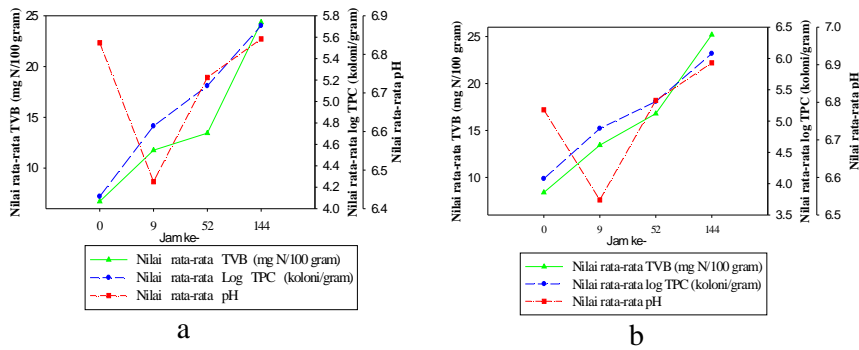 a
Nilai rata-rata TVB (mg N/100 gram)
25
20
15
10
5.8
5.6
5.4
5.2
5.0
4.8
4.6
4.4
4.2
4.0
Nilai rata-rata log TPC (koloni/gram)
6.9
6.8
6.7
6.6
6.5
6.4
Nilai rata-rata pH
0 9 52 144
Jam ke-
Nilai rata-rata TVB (mg N/100 gram)
Nilai rata-rata Log TPC (koloni/gram)
Nilai rata-rata pH
a
b
Nilai rata-rata TVB (mg N/100 gram)
25
20
15
10
6.5
6.0
5.5
5.0
4.5
4.0
3.5
Nilai rata-rata log TPC (koloni/gram)
7.0
6.9
6.8
6.7
6.6
6.5
Nilai rata-rata pH
0 9 52 144
Jam ke-
Nilai rata-rata TVB (mg N/100 gram)
Nilai rata-rata log TPC (koloni/gram)
Nilai rata-rata pH
b